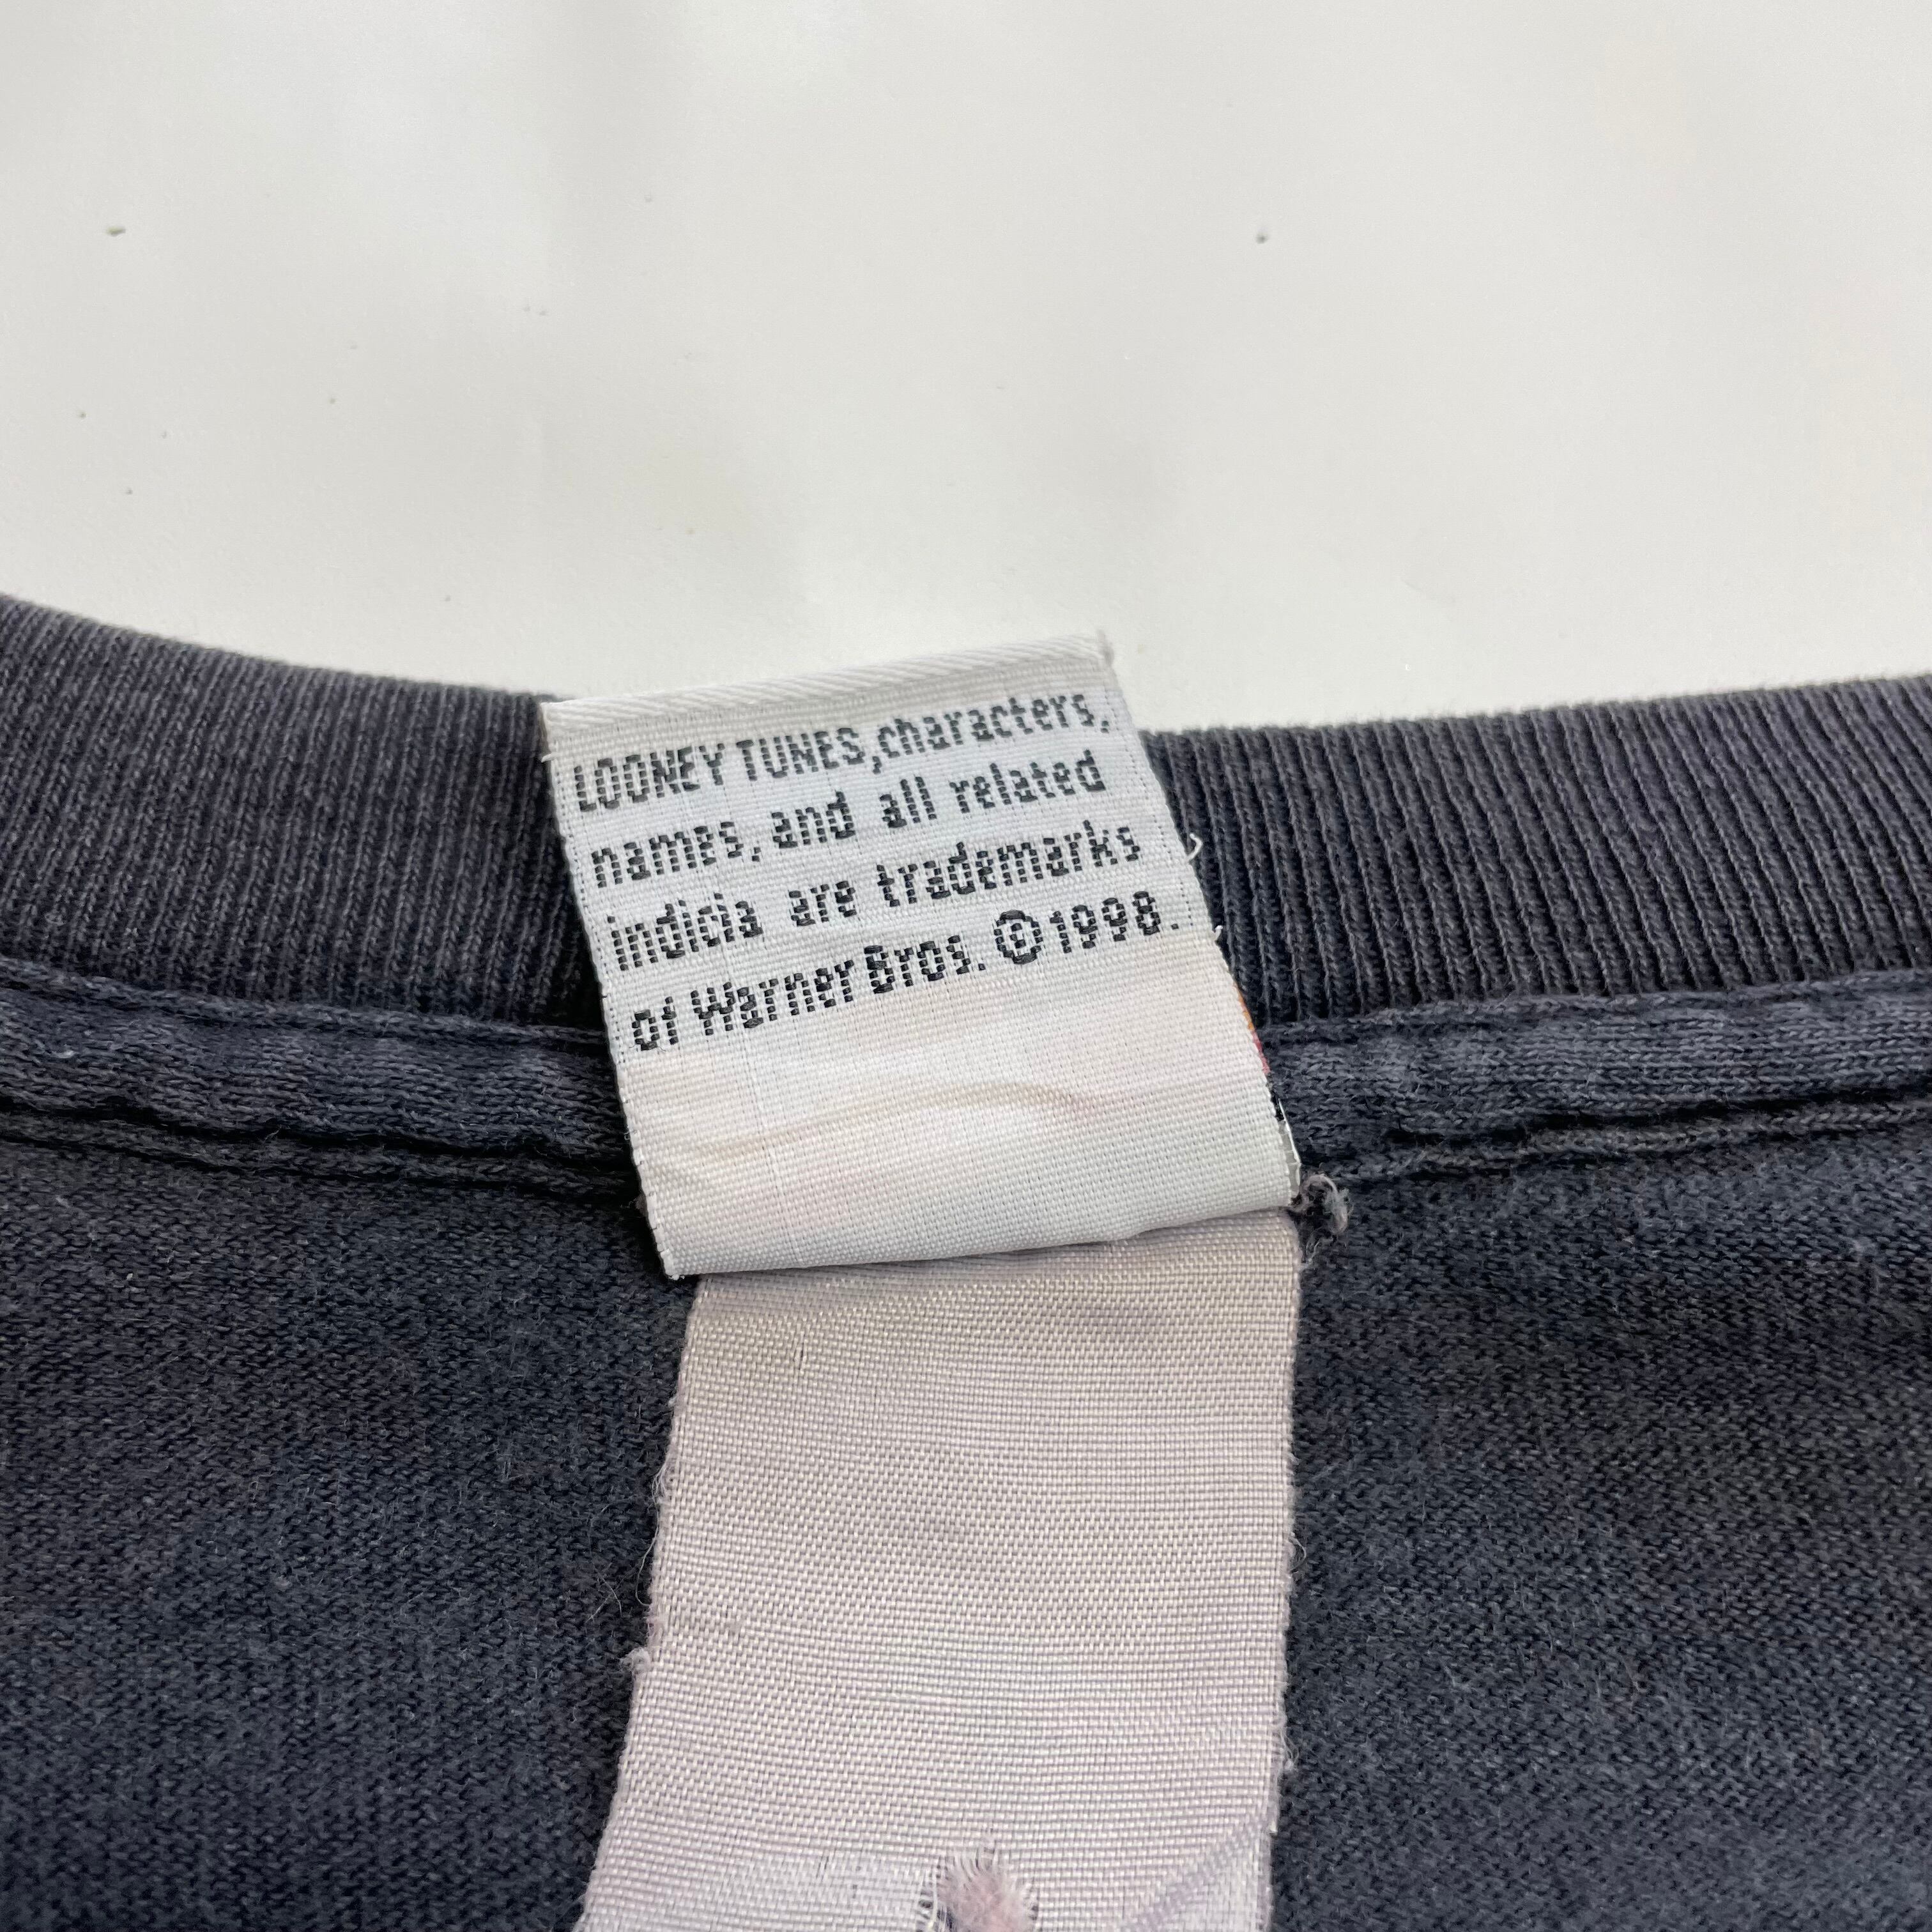 LOONEY TUNES,characters,
names, and all related
indicia are trademarks
of Warner Bros. ©1998.